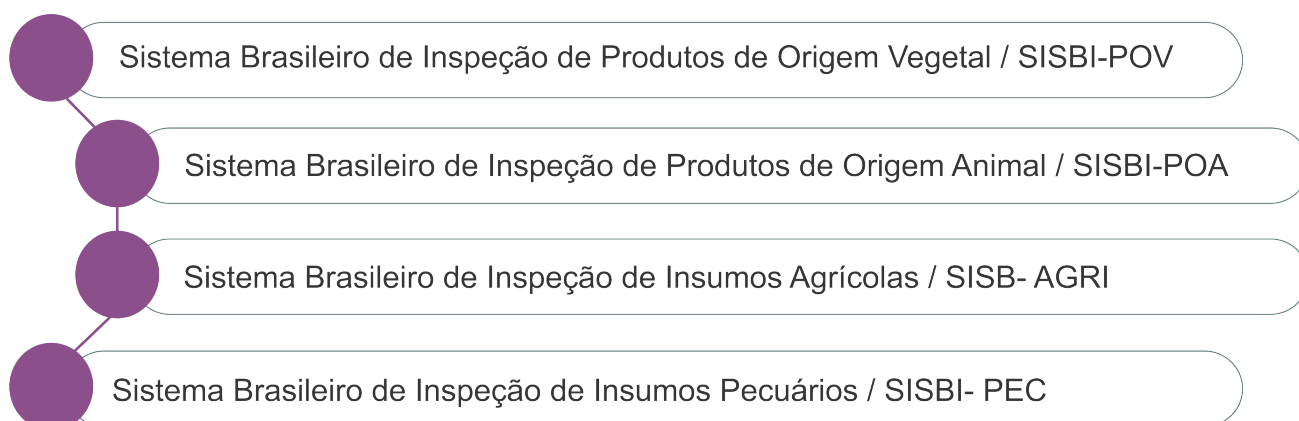 Sistema Brasileiro de Inspeção de Produtos de Origem Vegetal / SISBI-POV
Sistema Brasileiro de Inspeção de Produtos de Origem Animal / SISBI-POA
Sistema Brasileiro de Inspeção de Insumos Agrícolas / SISB- AGRI
Sistema Brasileiro de Inspeção de Insumos Pecuários / SISBI- PEC